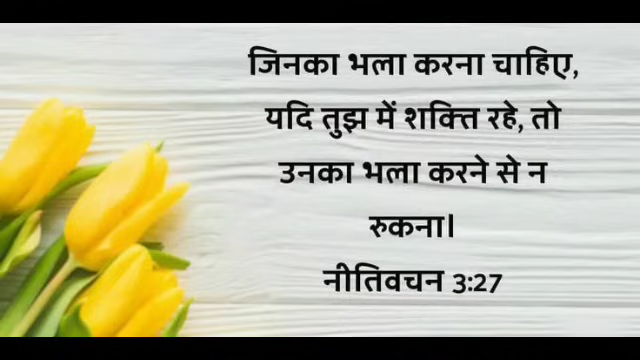 जिनका भला करना चाहिए,
यदि तुझ में शक्ति रहे, तो
उनका भला करने से न
रुकना।
नीतिवचन 3:27